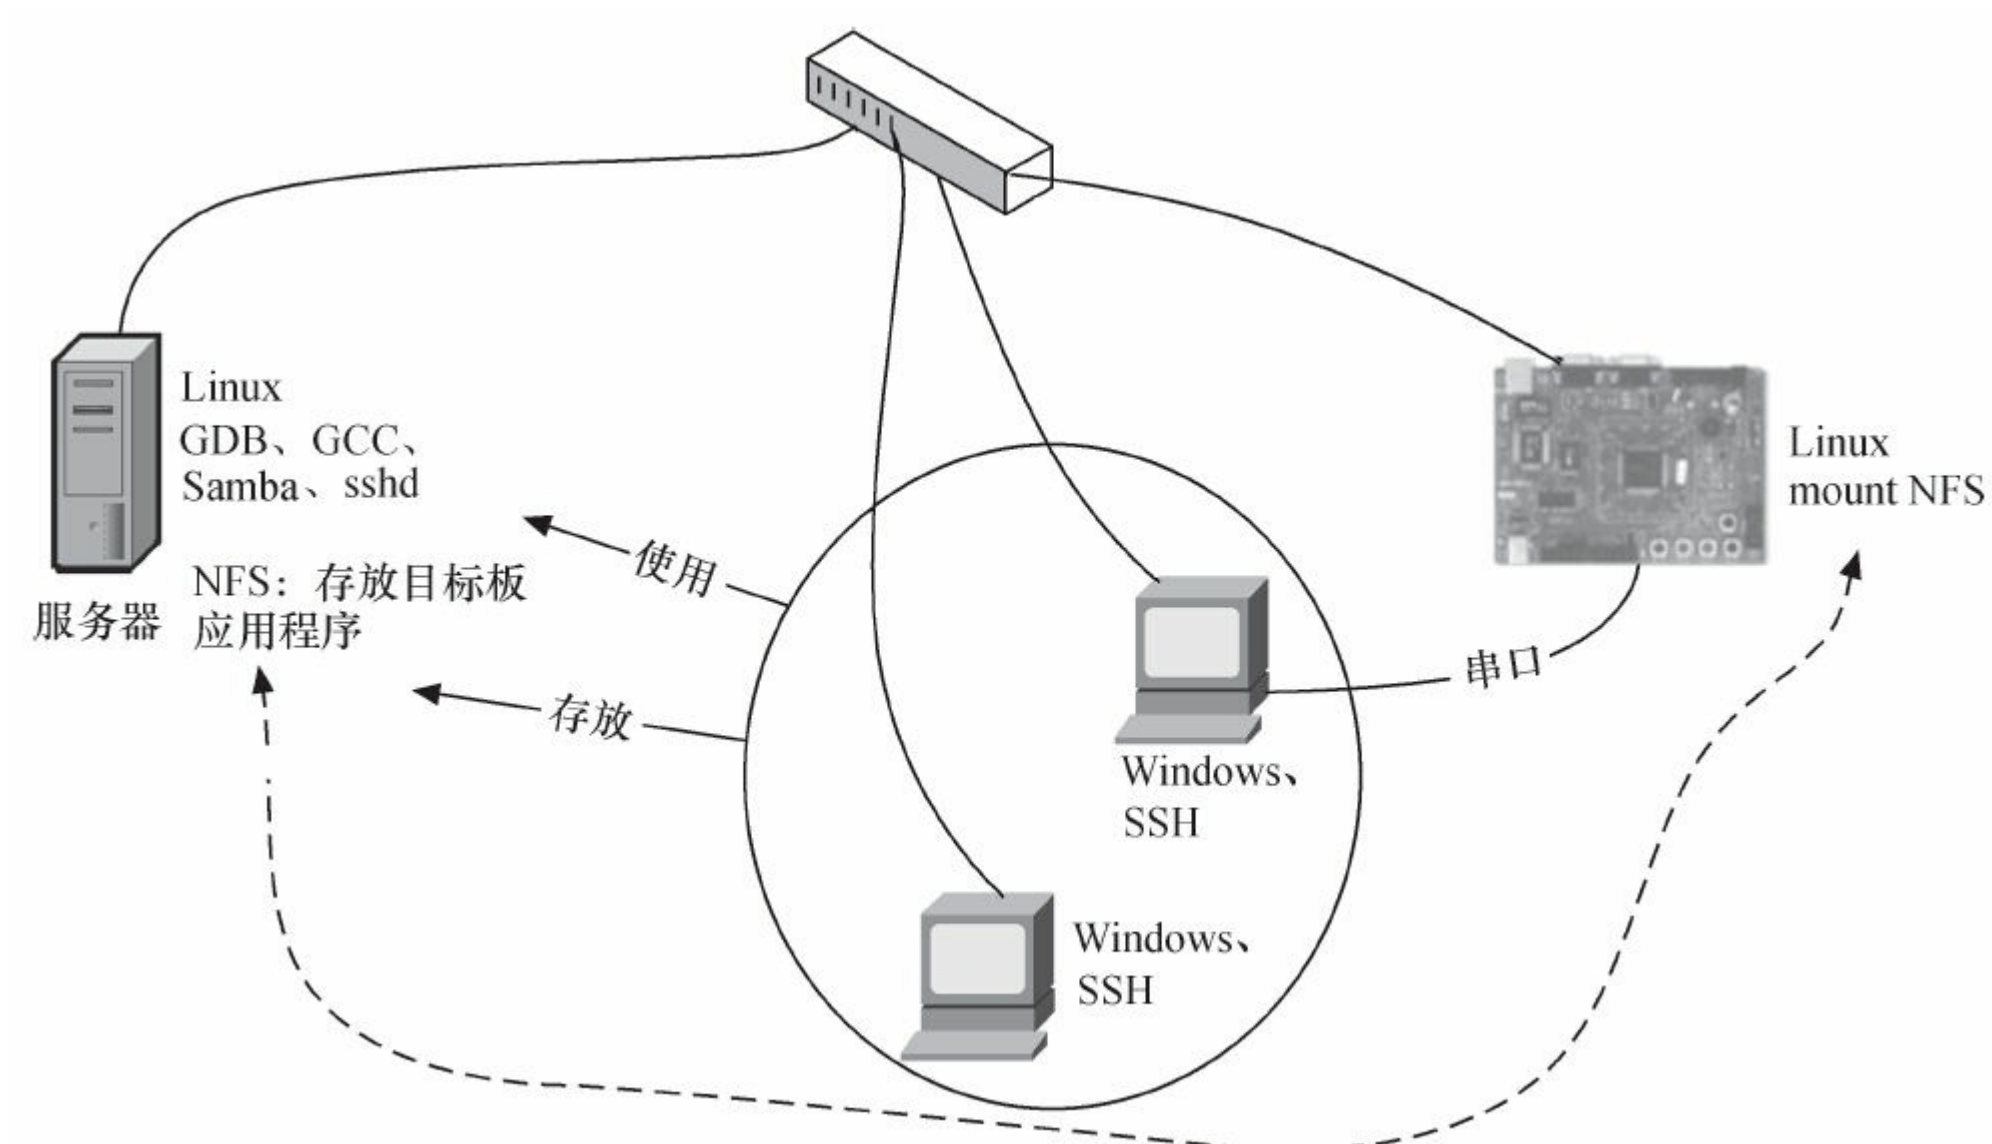 Linux
GDB、GCC、
Samba、sshd
NFS：存放目标板
应用程序
服务器
使用
存放
Windows、
SSH
Windows、
SSH
串口
Linux
mount NFS